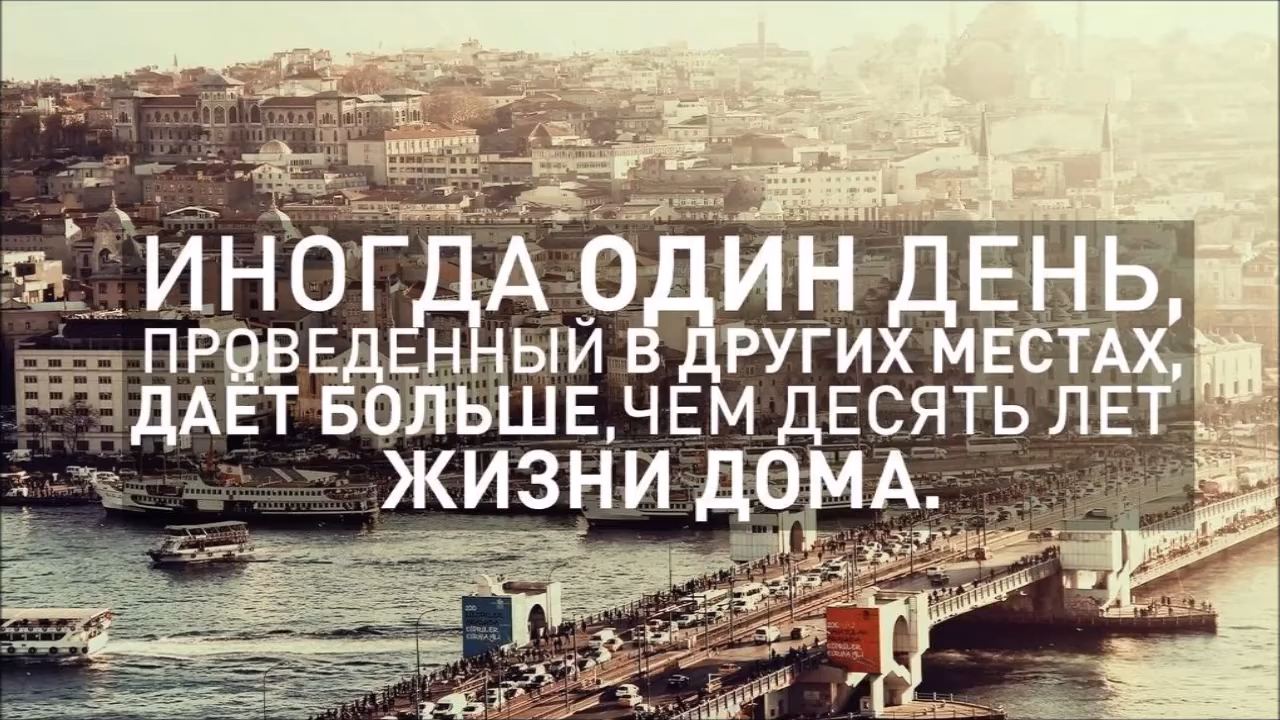 ИНОГДА ОДИН ДЕНЬ,
ПРОВЕДЕННЫЙ В ДРУГИХ МЕСТАХ,
ДАЁТ БОЛЬШЕ, ЧЕМ ДЕСЯТЬ ЛЕТ
ЖИЗНИ ДОМА.